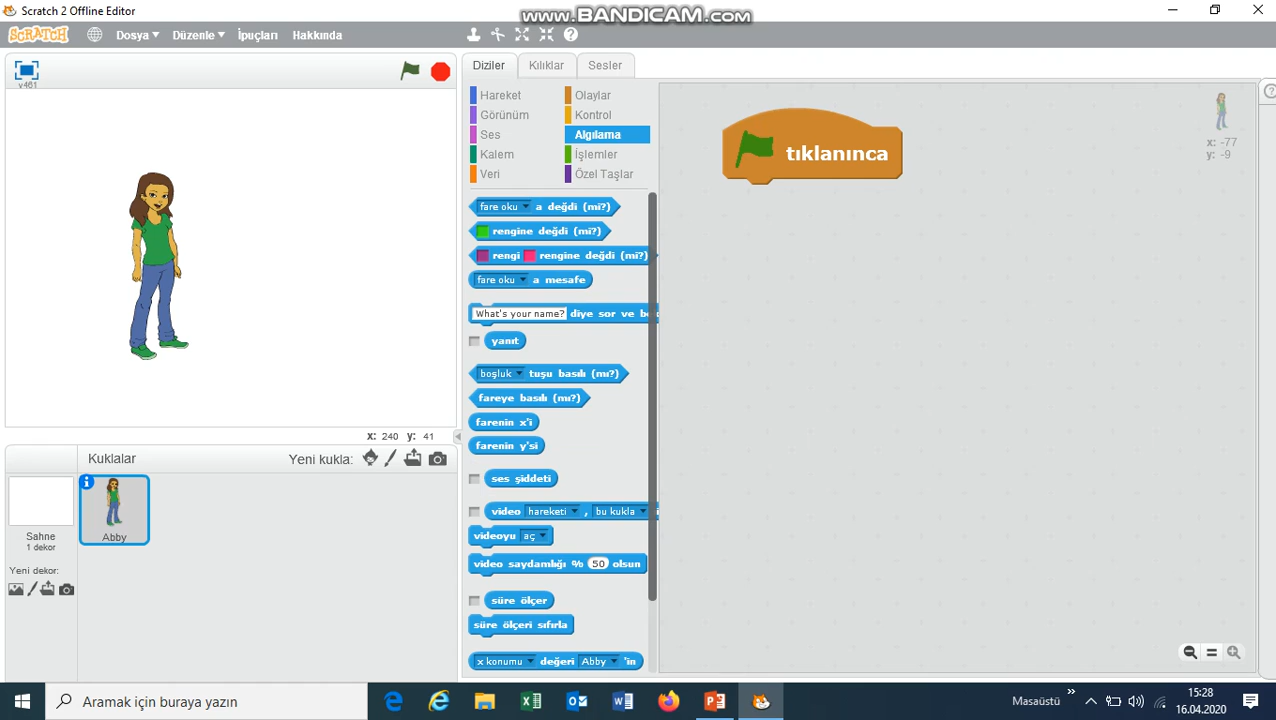 Scratch 2 Offline Editor
www.BANDICAM.com
SCRATCH Dosya Düzenle İpuçları Hakkında
v461
Diziler Kılıklar Sesler
Hareket Olaylar
Görünüm Kontrol
Ses Algılama
Kalem İşlemler
Veri Özel Taşlar
fare oku a değdi (mi?)
rengine değdi (mi?)
rengi rengine değdi (mi?)
fare oku a mesafe
What's your name? diye sor ve
yanıt
boşluk tuşu basılı (mı?)
fareye basılı (mı?)
farenin x'i
farenin y'si
ses şiddeti
video hareketi , bu kukla
videoyu aç
video saydamlığı % 50 olsun
süre ölçer
süre ölçeri sıfırla
x konumu değeri Abby 'in
tıklanınca
x: -77
y: -9
x: 240 y: 41
Kuklalar Yeni kukla:
Abby
Sahne
1 dekor
Yeni dekor:
Aramak için buraya yazın
Masaüstü
15:28
16.04.2020